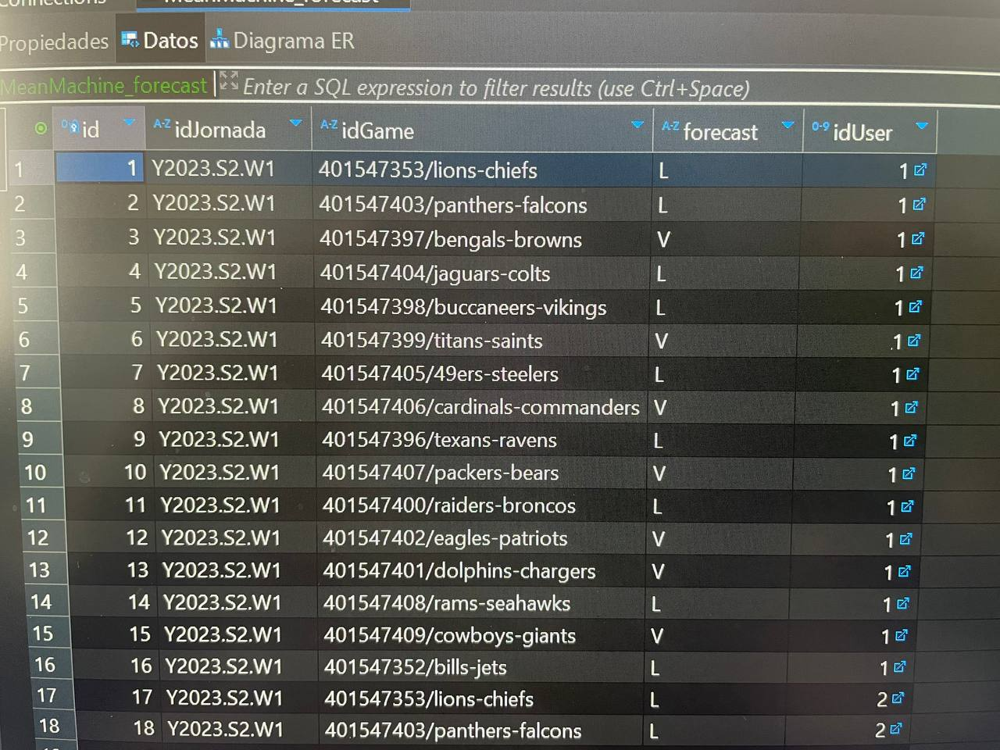 Connections MeanMachine_forecast
Propiedades Datos Diagrama ER
MeanMachine_forecast Enter a SQL expression to filter results (use Ctrl+Space)
0-9 id A-Z idJornada A-Z idGame A-Z forecast 0-9 idUser
1 1 Y2023.S2.W1 401547353/lions-chiefs L 1
2 2 Y2023.S2.W1 401547403/panthers-falcons L 1
3 3 Y2023.S2.W1 401547397/bengals-browns V 1
4 4 Y2023.S2.W1 401547404/jaguars-colts L 1
5 5 Y2023.S2.W1 401547398/buccaneers-vikings L 1
6 6 Y2023.S2.W1 401547399/titans-saints V 1
7 7 Y2023.S2.W1 401547405/49ers-steelers L 1
8 8 Y2023.S2.W1 401547406/cardinals-commanders V 1
9 9 Y2023.S2.W1 401547396/texans-ravens L 1
10 10 Y2023.S2.W1 401547407/packers-bears V 1
11 11 Y2023.S2.W1 401547400/raiders-broncos L 1
12 12 Y2023.S2.W1 401547402/eagles-patriots V 1
13 13 Y2023.S2.W1 401547401/dolphins-chargers V 1
14 14 Y2023.S2.W1 401547408/rams-seahawks L 1
15 15 Y2023.S2.W1 401547409/cowboys-giants V 1
16 16 Y2023.S2.W1 401547352/bills-jets L 1
17 17 Y2023.S2.W1 401547353/lions-chiefs L 2
18 18 Y2023.S2.W1 401547403/panthers-falcons L 2